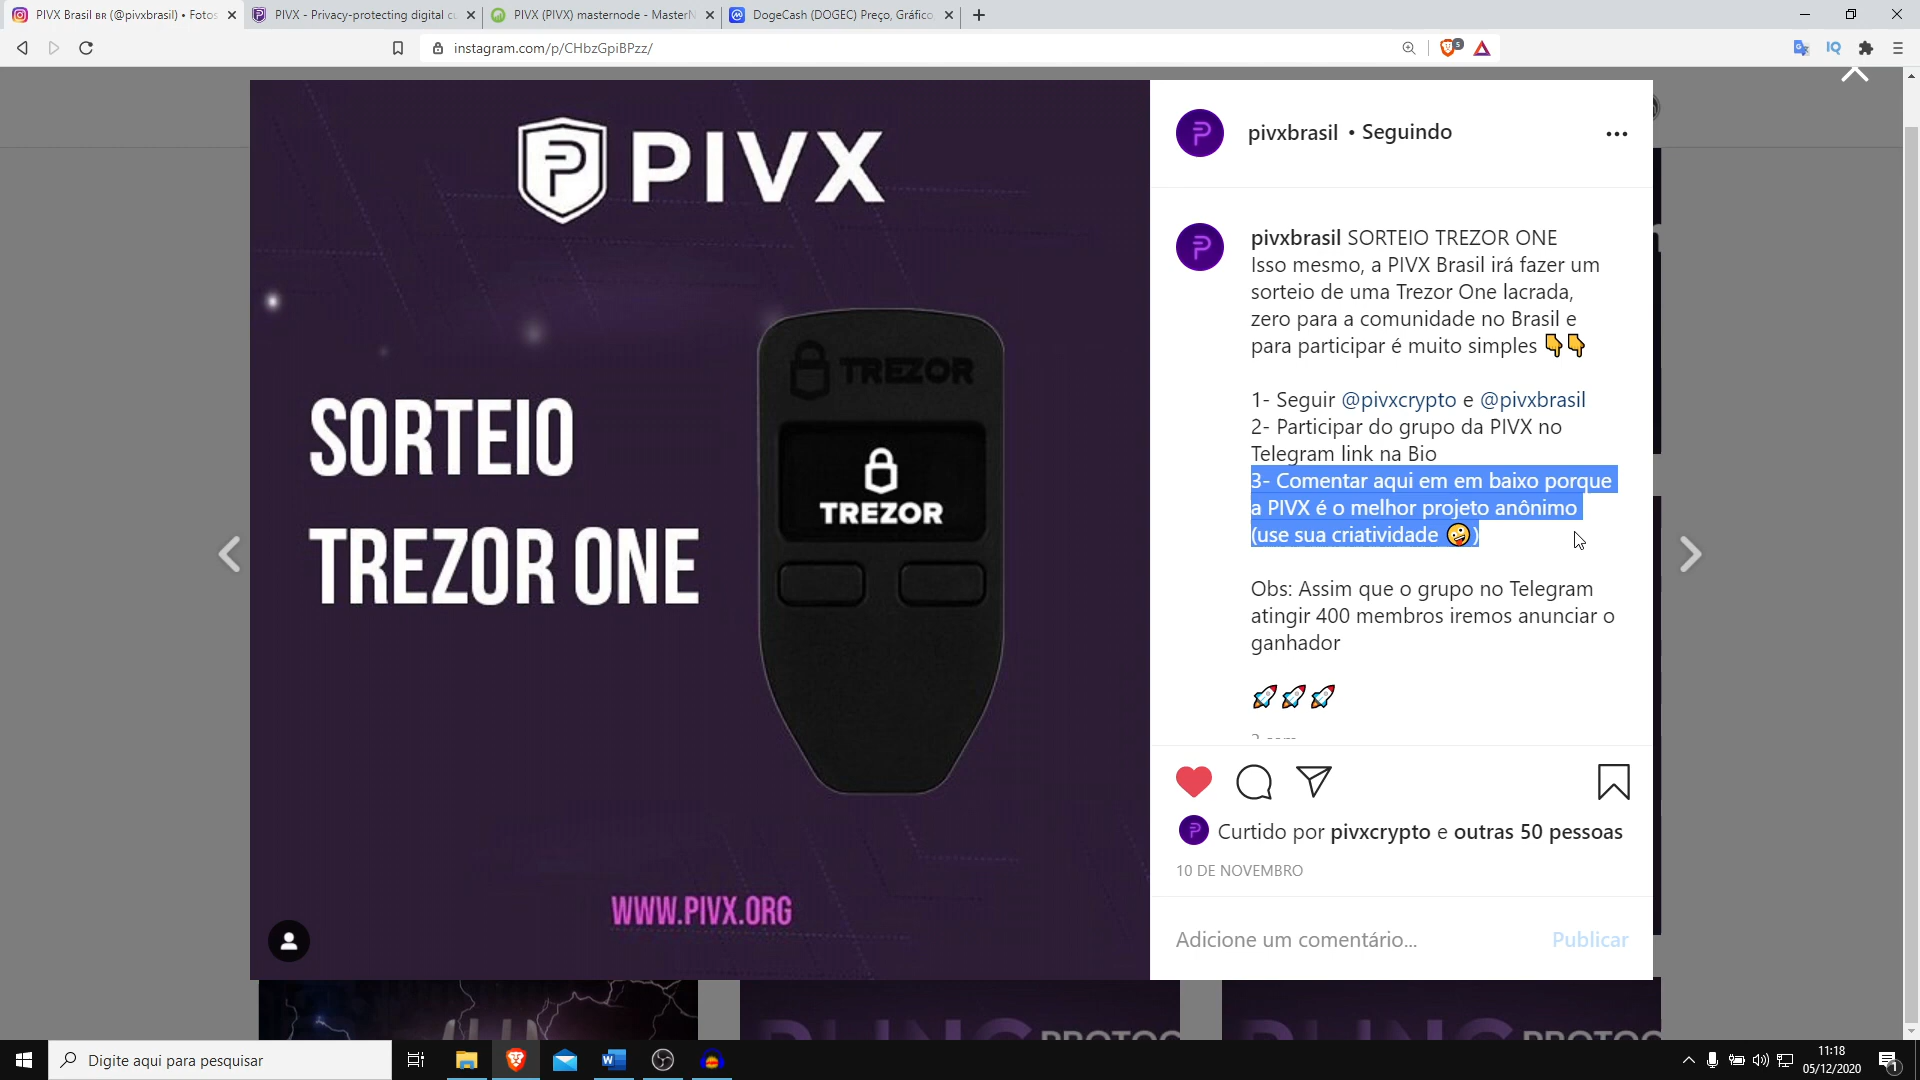 PIVX Brasil BR (@pivxbrasil) • Fotos
PIVX - Privacy-protecting digital cu
PIVX (PIVX) masternode - MasterN
DogeCash (DOGEC) Preço, Gráfico
instagram.com/p/CHbzGpiBPzz/
5
IQ
PIVX
TREZOR
TREZOR
SORTEIO
TREZOR ONE
WWW.PIVX.ORG
pivxbrasil • Seguindo
pivxbrasil SORTEIO TREZOR ONE
Isso mesmo, a PIVX Brasil irá fazer um
sorteio de uma Trezor One lacrada,
zero para a comunidade no Brasil e
para participar é muito simples 👇👇
1- Seguir @pivxcrypto e @pivxbrasil
2- Participar do grupo da PIVX no
Telegram link na Bio
3- Comentar aqui em em baixo porque
a PIVX é o melhor projeto anônimo
(use sua criatividade 🤪)
Obs: Assim que o grupo no Telegram
atingir 400 membros iremos anunciar o
ganhador
🚀🚀🚀
Curtido por pivxcrypto e outras 50 pessoas
10 DE NOVEMBRO
Adicione um comentário...
Publicar
Digite aqui para pesquisar
11:18
05/12/2020
1